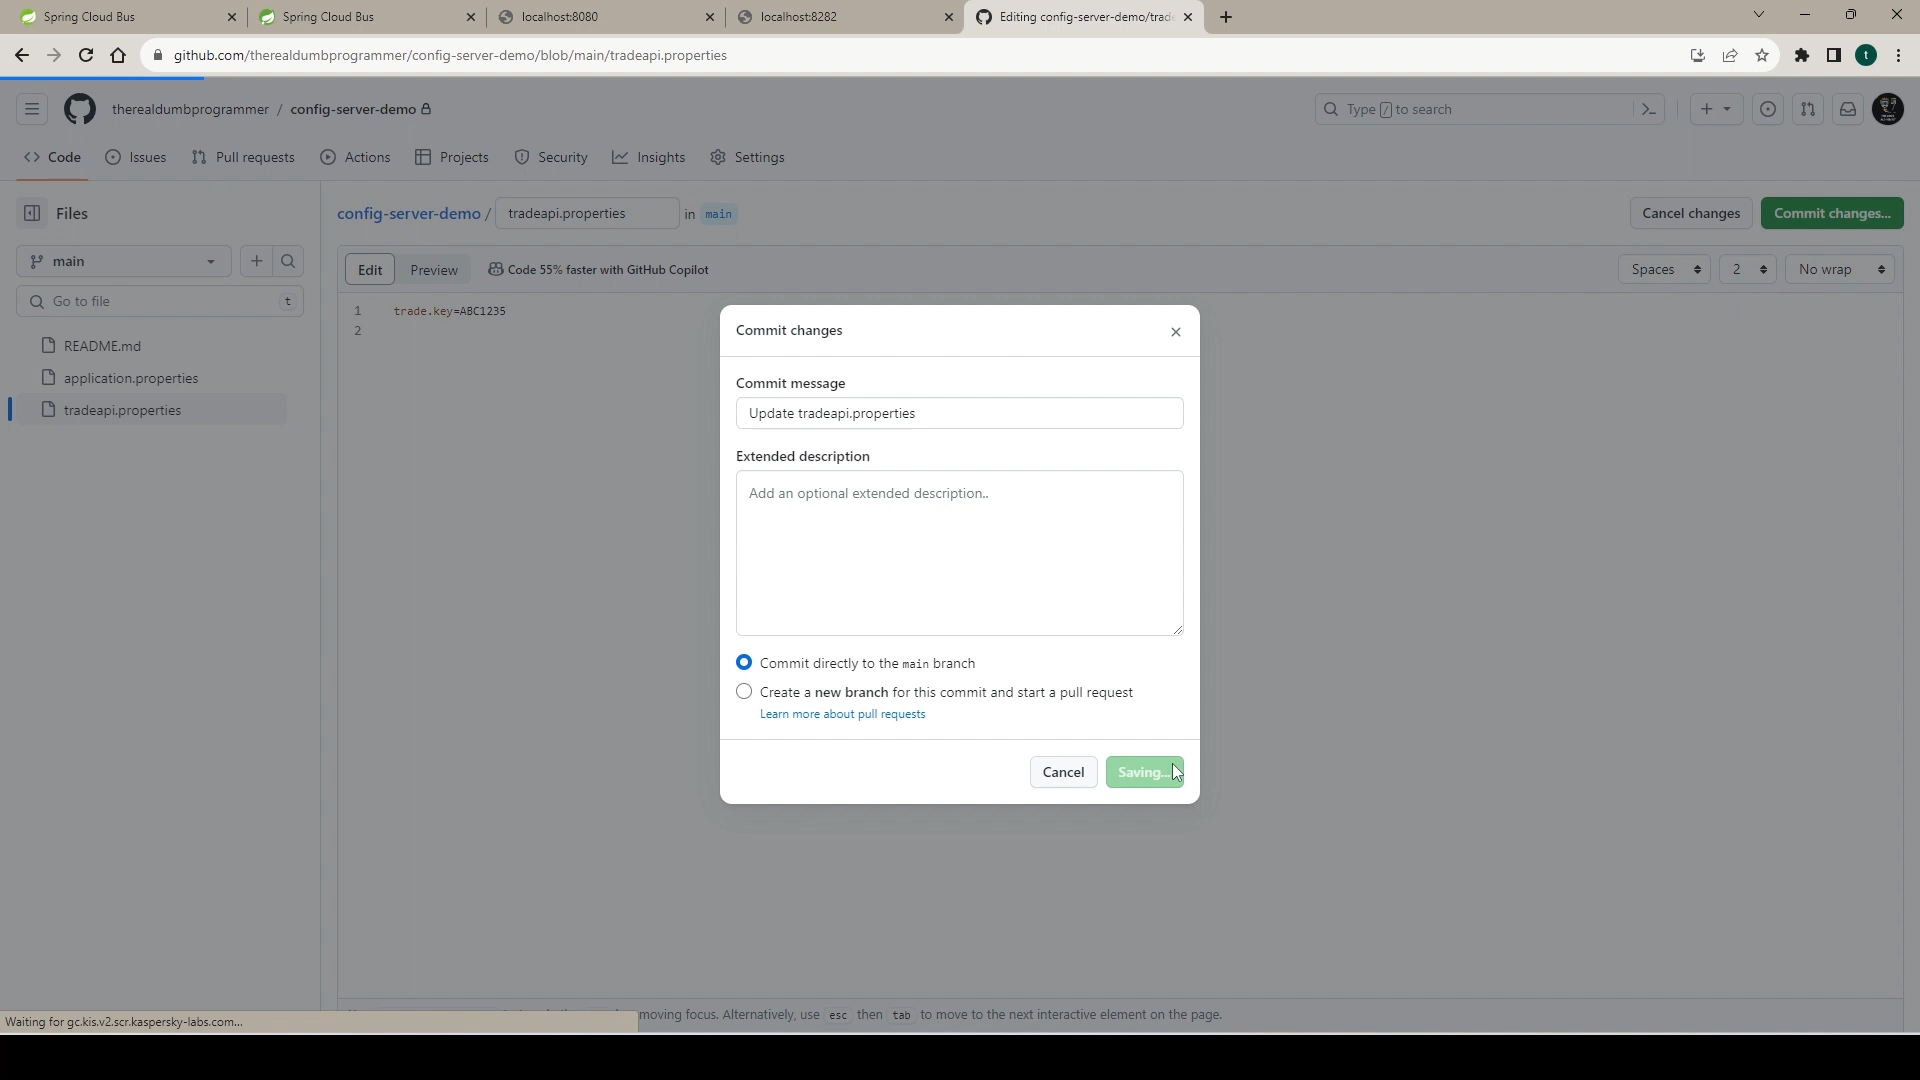 Spring Cloud Bus
Spring Cloud Bus
localhost:8080
localhost:8282
Editing config-server-demo/trade
github.com/therealdumbprogrammer/config-server-demo/blob/main/tradeapi.properties
t
therealdumbprogrammer / config-server-demo
Type / to search
Code
Issues
Pull requests
Actions
Projects
Security
Insights
Settings
Files
config-server-demo / tradeapi.properties in main
Cancel changes
Commit changes...
main
Edit
Preview
Code 55% faster with GitHub Copilot
Spaces
2
No wrap
Go to file
t
1 trade.key=ABC1235
2
README.md
application.properties
tradeapi.properties
Commit changes
Commit message
Update tradeapi.properties
Extended description
Add an optional extended description..
Commit directly to the main branch
Create a new branch for this commit and start a pull request
Learn more about pull requests
Cancel
Saving...
moving focus. Alternatively, use esc then tab to move to the next interactive element on the page.
Waiting for gc.kis.v2.scr.kaspersky-labs.com...